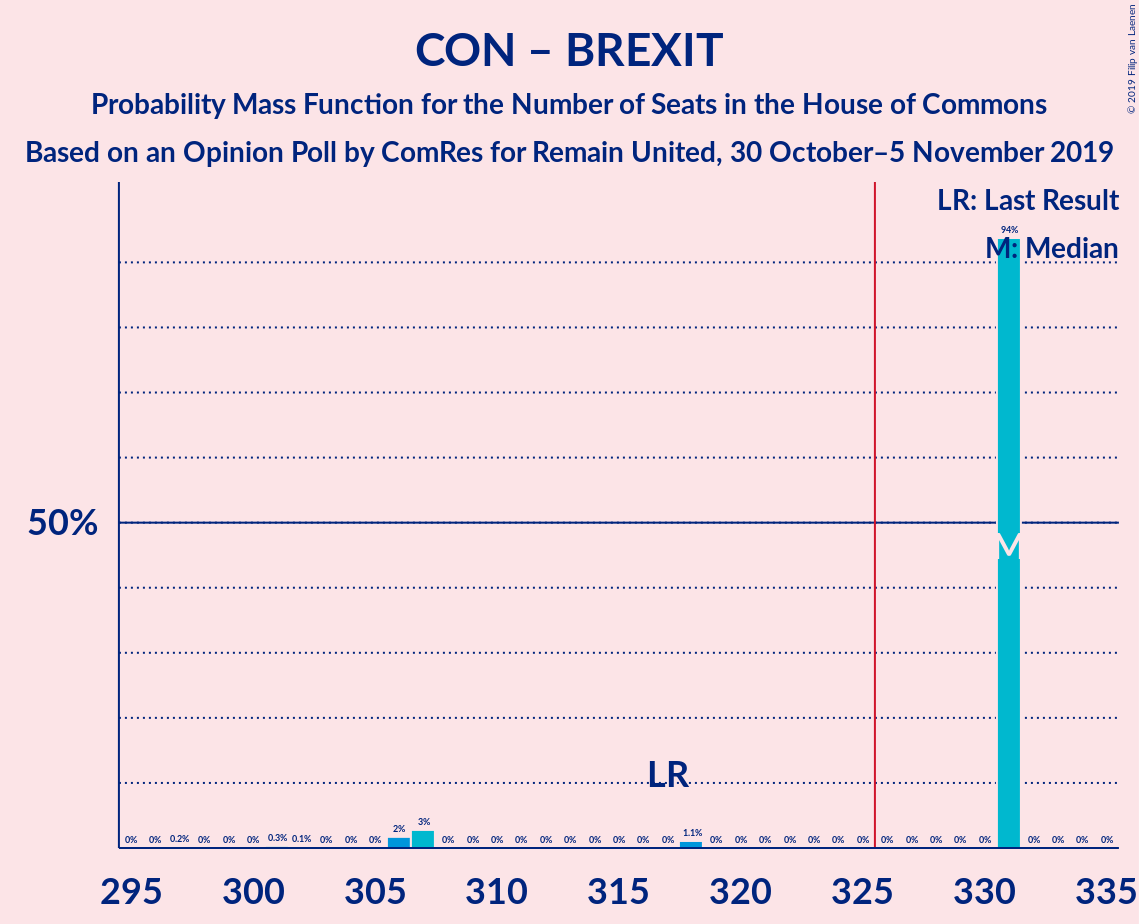 CON – BREXIT
Probability Mass Function for the Number of Seats in the House of Commons
Based on an Opinion Poll by ComRes for Remain United, 30 October–5 November 2019
© 2019 Filip van Laenen
LR: Last Result
M: Median
94%
50%
M
LR
0% 0% 0.2% 0% 0% 0% 0.3% 0.1% 0% 0% 0% 2% 3% 0% 0% 0% 0% 0% 0% 0% 0% 0% 0% 1.1% 0% 0% 0% 0% 0% 0% 0% 0% 0% 0% 0% 0% 0% 0% 0% 0%
295 300 305 310 315 320 325 330 335